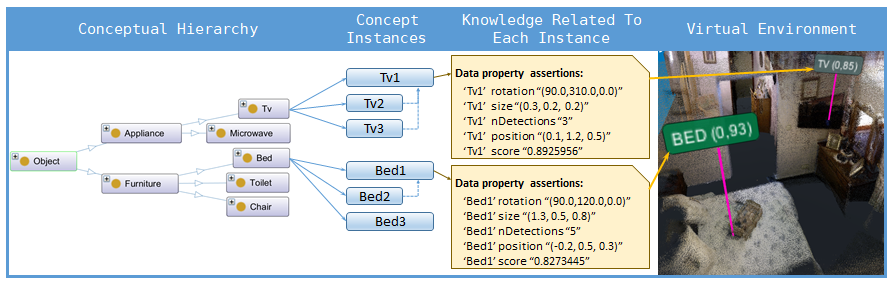 Conceptual Hierarchy
Concept
Instances
Knowledge Related To
Each Instance
Virtual Environment
Object
Appliance
Furniture
Tv
Microwave
Bed
Toilet
Chair
Tv1
Tv2
Tv3
Bed1
Bed2
Bed3
Data property assertions:
‘Tv1’ rotation “(90.0,310.0,0.0)”
‘Tv1’ size “(0.3, 0.2, 0.2)”
‘Tv1’ nDetections “3”
‘Tv1’ position “(0.1, 1.2, 0.5)”
‘Tv1’ score “0.8925956”
Data property assertions:
‘Bed1’ rotation “(90.0,120.0,0.0)”
‘Bed1’ size “(1.3, 0.5, 0.8)”
‘Bed1’ nDetections “5”
‘Bed1’ position “(-0.2, 0.5, 0.3)”
‘Bed1’ score “0.8273445”
TV (0,85)
BED (0,93)